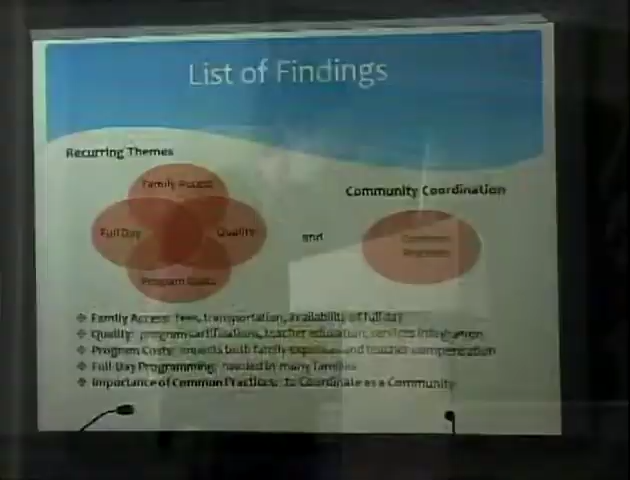 List of Findings
Recurring Themes
Family Access
Community Coordination
Full Day
Quality
and
Common
Practices
Program Costs
Family Access: fees, transportation, availability of full day
Quality: program certifications, teacher education, services integration
Program Costs: impacts both family expenses and teacher compensation
Full-Day Programming: needed in many families
Importance of Common Practices: to Coordinate as a Community